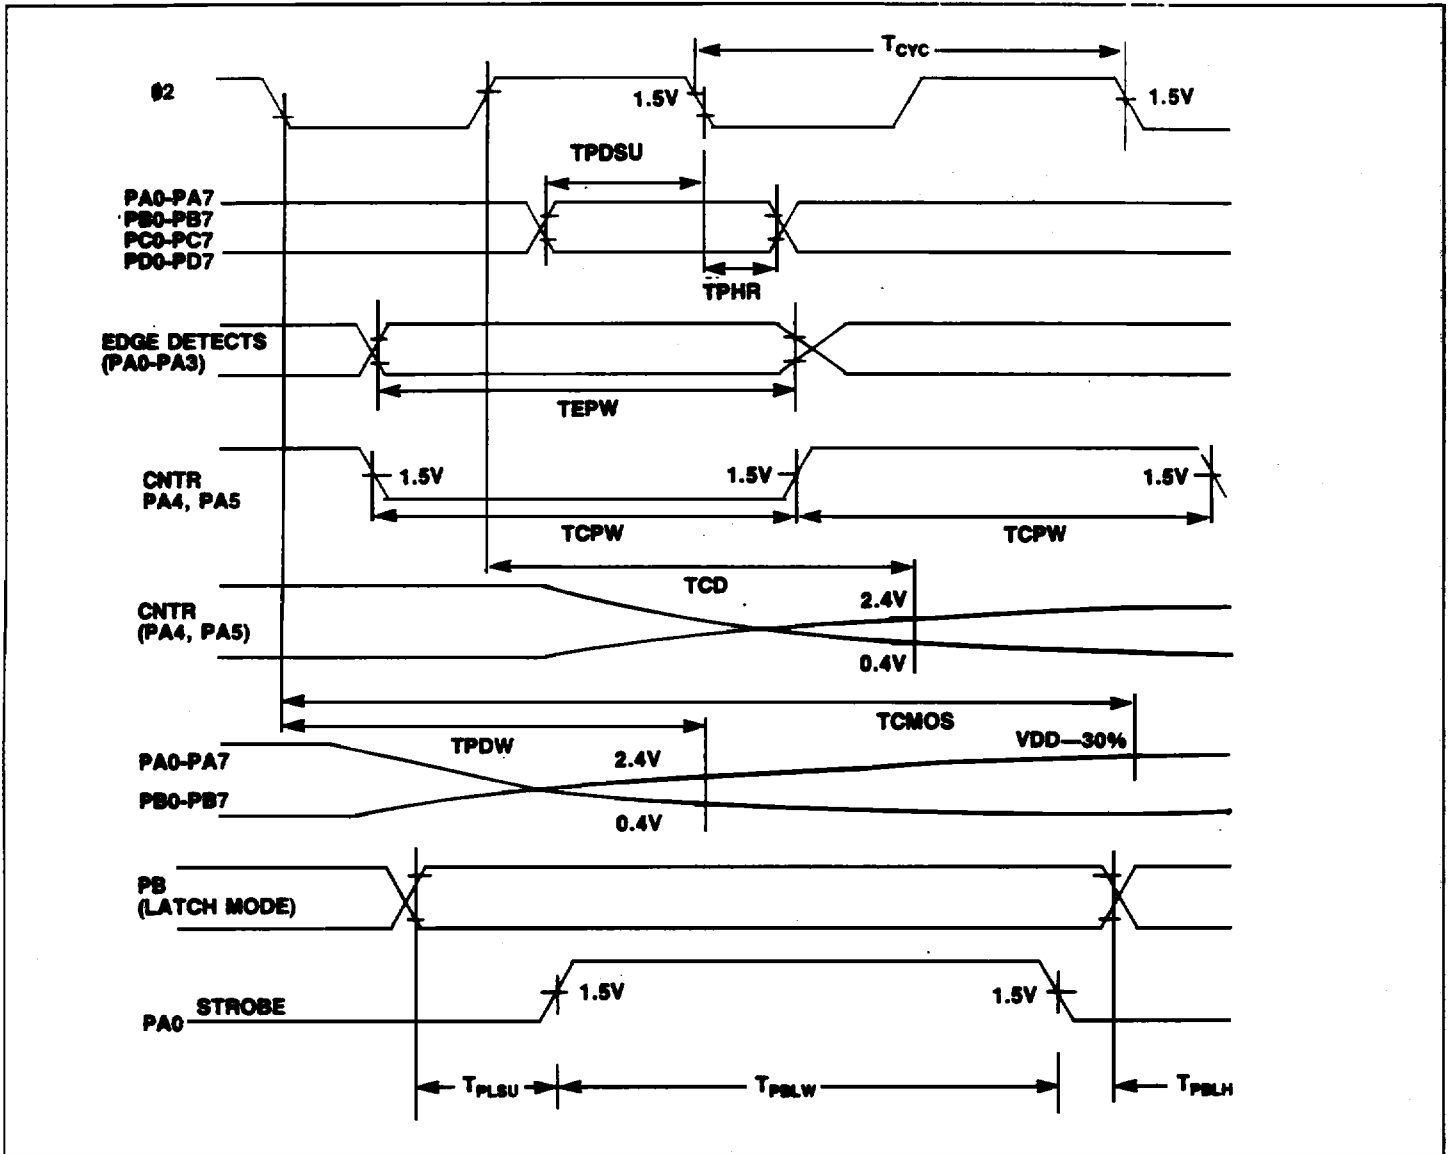 TCYC
ø2
1.5V
1.5V
TPDSU
PA0-PA7
PB0-PB7
PC0-PC7
PD0-PD7
TPHR
EDGE DETECTS
(PA0-PA3)
TEPW
CNTR
PA4, PA5
1.5V
1.5V
1.5V
TCPW
TCPW
TCD
CNTR
(PA4, PA5)
2.4V
0.4V
TCMOS
TPDW
VDD—30%
PA0-PA7
2.4V
PB0-PB7
0.4V
PB
(LATCH MODE)
STROBE
PA0
1.5V
1.5V
TPLSU
TPBLW
TPBLH